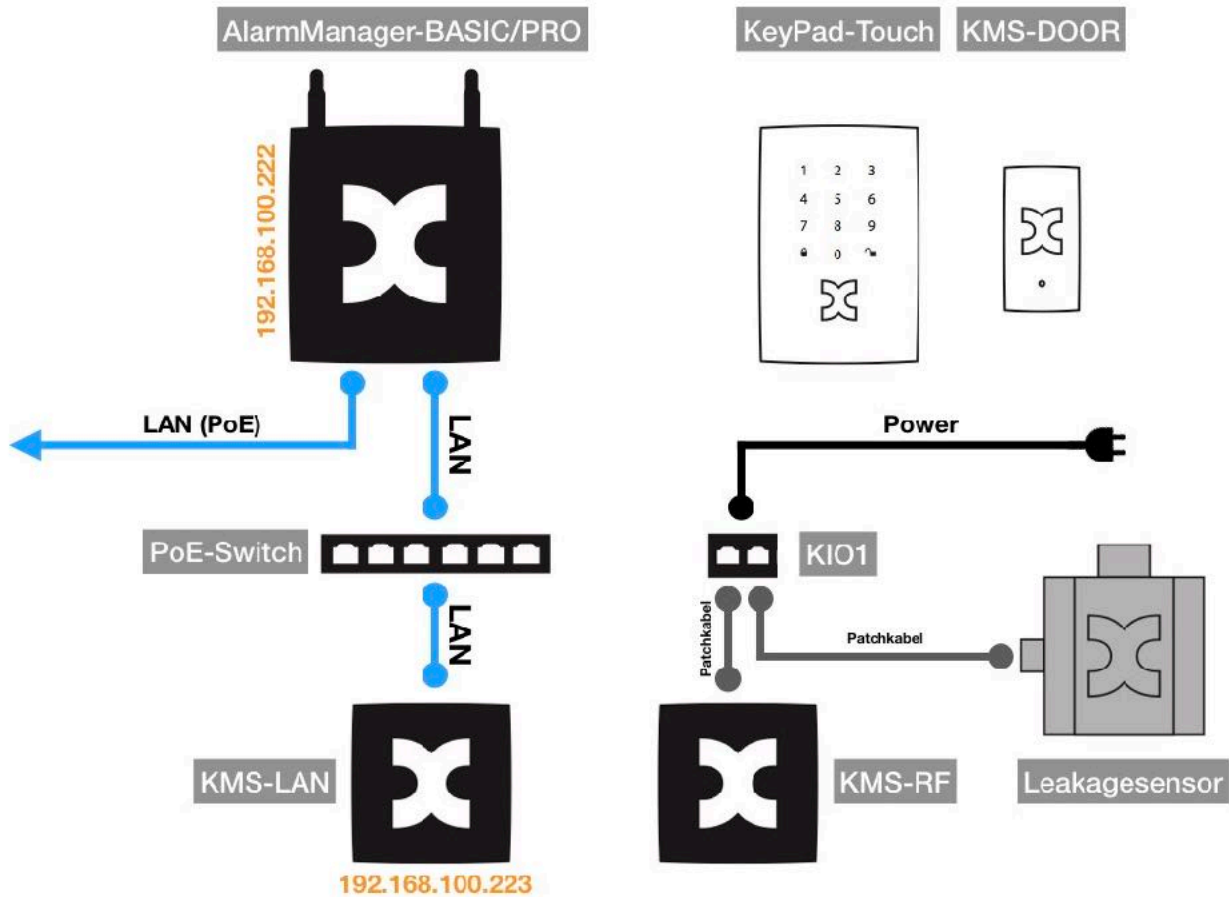 AlarmManager-BASIC/PRO
KeyPad-Touch
KMS-DOOR
192.168.100.222
1 2 3
4 5 6
7 8 9
0
LAN (PoE)
LAN
Power
PoE-Switch
KIO1
LAN
Patchkabel
Patchkabel
KMS-LAN
KMS-RF
Leakagesensor
192.168.100.223